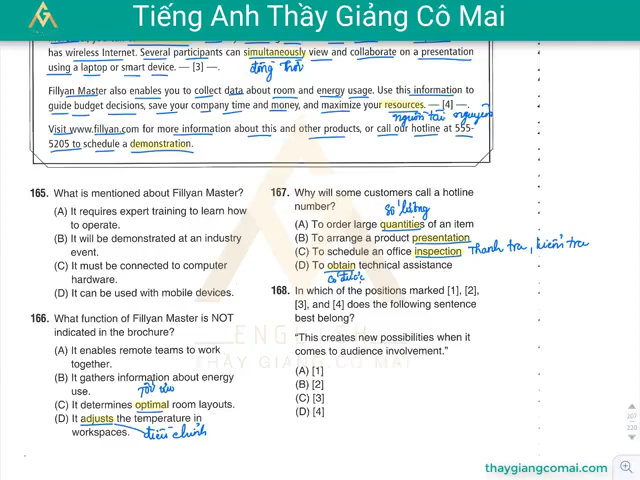 Tiếng Anh Thầy Giảng Cô Mai
has wireless Internet. Several participants can simultaneously view and collaborate on a presentation
using a laptop or smart device. — [3] —.
đồng thời
Fillyan Master also enables you to collect data about room and energy usage. Use this information to
guide budget decisions, save your company time and money, and maximize your resources. — [4] —.
nguồn tài nguyên
Visit www.fillyan.com for more information about this and other products, or call our hotline at 555-
5205 to schedule a demonstration.
165. What is mentioned about Fillyan Master?
(A) It requires expert training to learn how
to operate.
(B) It will be demonstrated at an industry
event.
(C) It must be connected to computer
hardware.
(D) It can be used with mobile devices.
166. What function of Fillyan Master is NOT
indicated in the brochure?
(A) It enables remote teams to work
together.
(B) It gathers information about energy
use.
tối ưu
(C) It determines optimal room layouts.
(D) It adjusts the temperature in
workspaces.
điều chỉnh
167. Why will some customers call a hotline
number?
số lượng
(A) To order large quantities of an item
(B) To arrange a product presentation
(C) To schedule an office inspection
thanh tra, kiểm tra
(D) To obtain technical assistance
có được
168. In which of the positions marked [1], [2],
[3], and [4] does the following sentence
best belong?
"This creates new possibilities when it
comes to audience involvement."
(A) [1]
(B) [2]
(C) [3]
(D) [4]
ENGLISH
THẦY GIẢNG CÔ MAI
207
220
thaygiangcomai.com